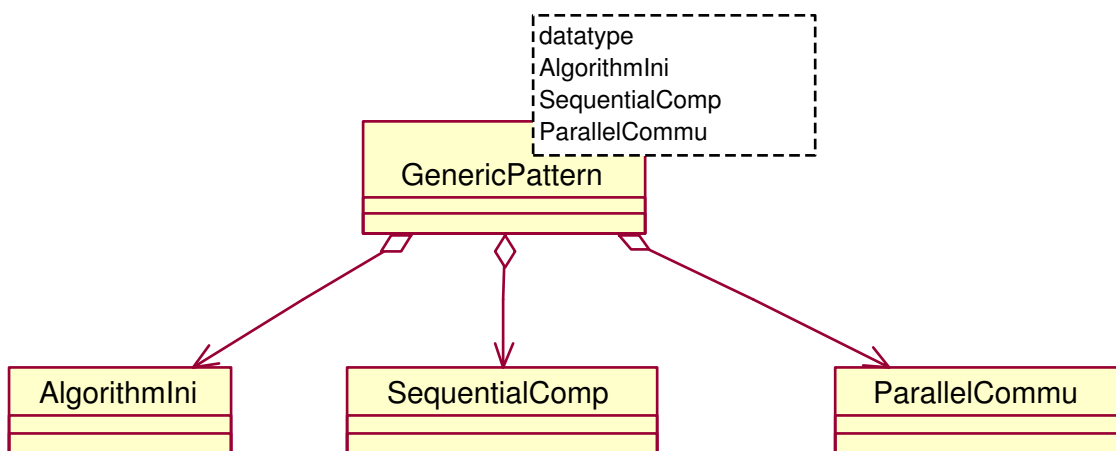 datatype
AlgorithmIni
SequentialComp
ParallelCommu
GenericPattern
AlgorithmIni
SequentialComp
ParallelCommu